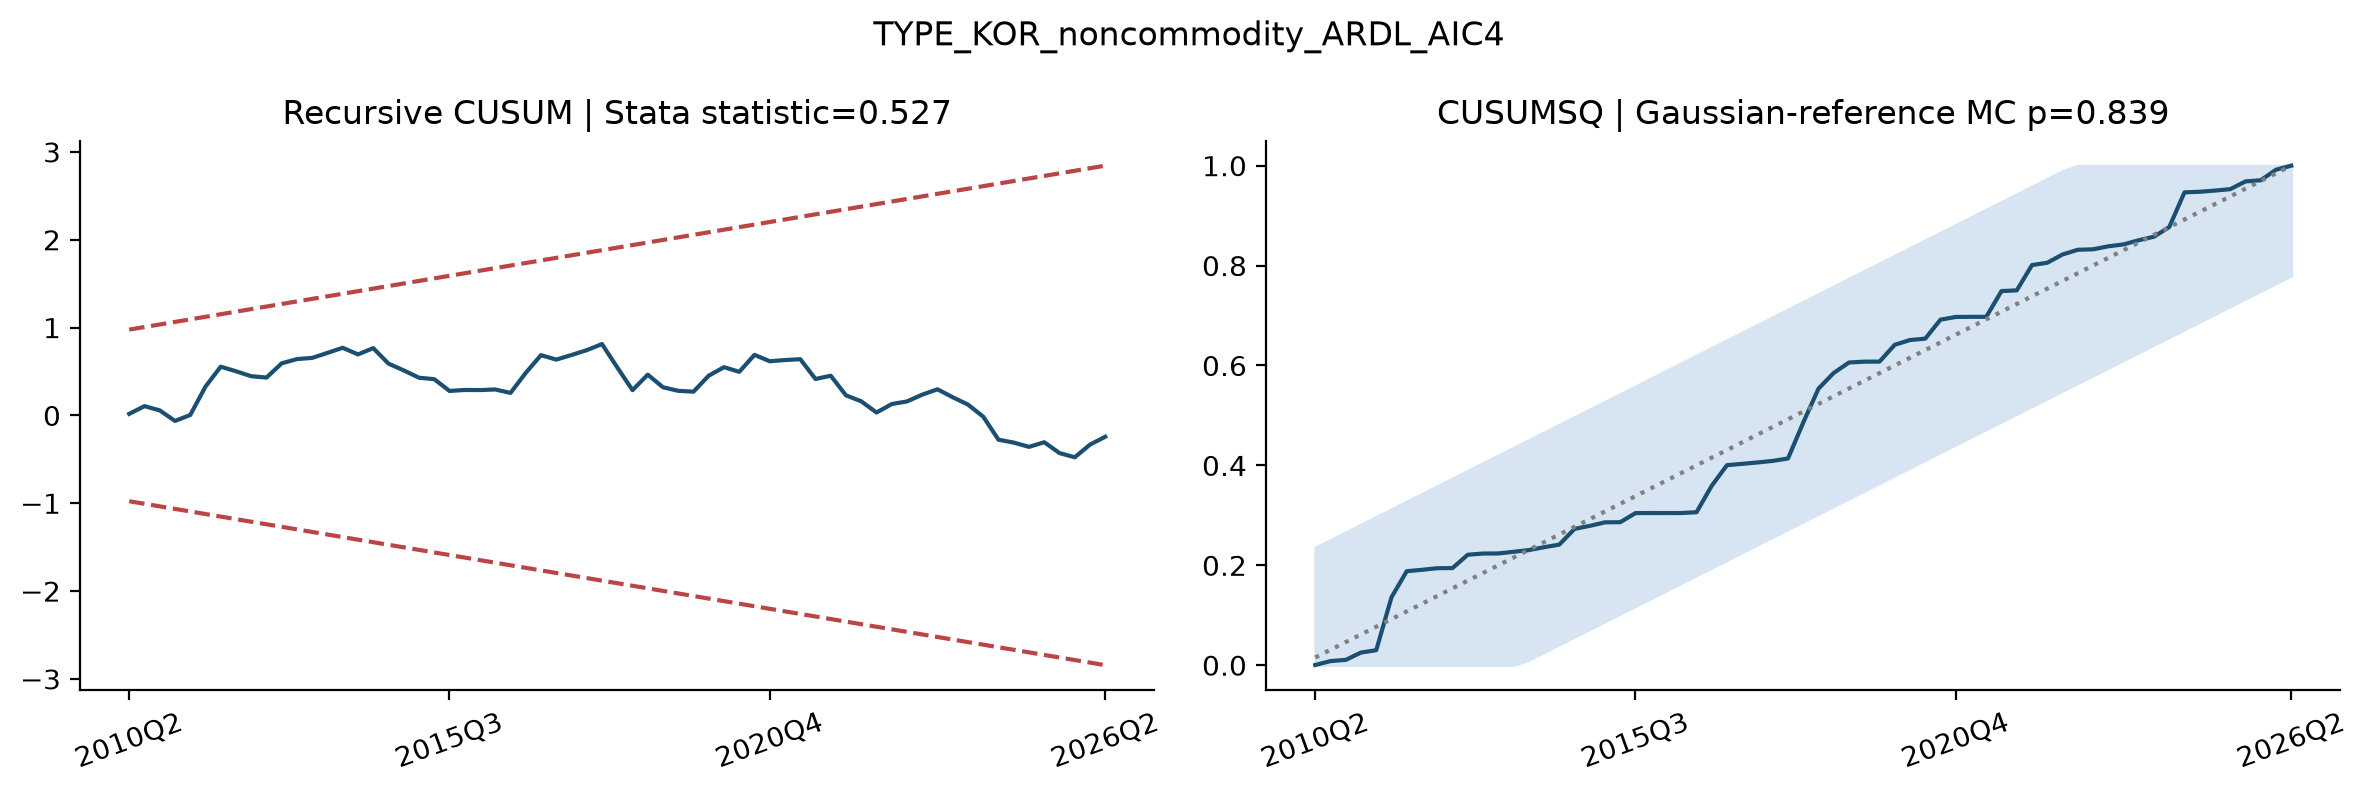 TYPE_KOR_noncommodity_ARDL_AIC4
Recursive CUSUM | Stata statistic=0.527
3
2
1
0
−1
−2
−3
2010Q2
2015Q3
2020Q4
2026Q2
CUSUMSQ | Gaussian-reference MC p=0.839
1.0
0.8
0.6
0.4
0.2
0.0
2010Q2
2015Q3
2020Q4
2026Q2